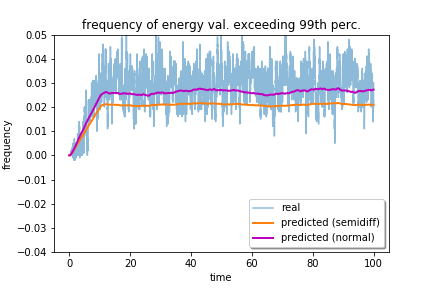 frequency of energy val. exceeding 99th perc.
0.05
0.04
0.03
0.02
0.01
0.00
−0.01
−0.02
−0.03
−0.04
frequency
0 20 40 60 80 100
time
real
predicted (semidiff)
predicted (normal)